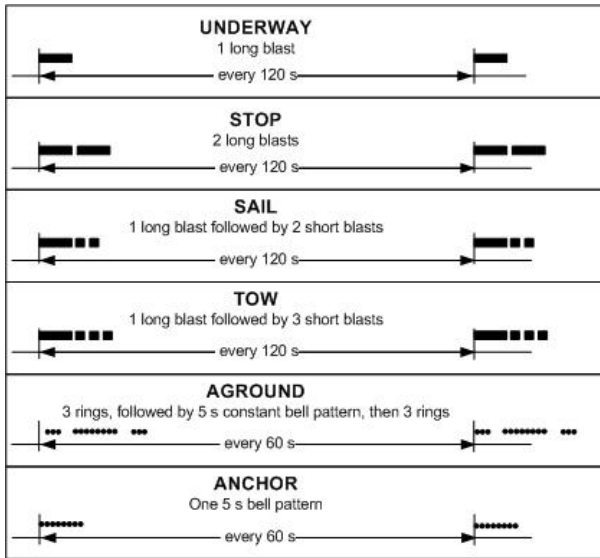 UNDERWAY
1 long blast
every 120 s
STOP
2 long blasts
every 120 s
SAIL
1 long blast followed by 2 short blasts
every 120 s
TOW
1 long blast followed by 3 short blasts
every 120 s
AGROUND
3 rings, followed by 5 s constant bell pattern, then 3 rings
every 60 s
ANCHOR
One 5 s bell pattern
every 60 s